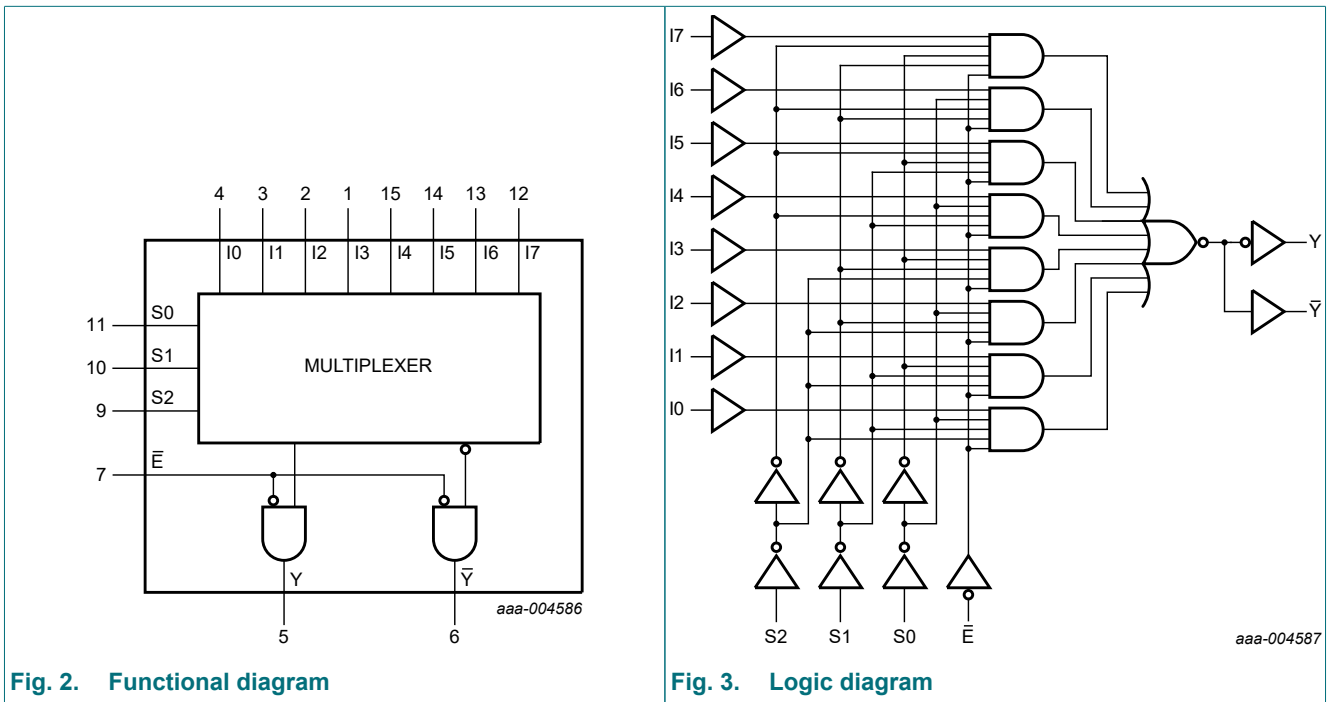 4 3 2 1 15 14 13 12
I0 I1 I2 I3 I4 I5 I6 I7
11 S0
10 S1
9 S2
MULTIPLEXER
7 E̅
Y Y̅
aaa-004586
5 6
Fig. 2. Functional diagram
I7
I6
I5
I4
I3
I2
I1
I0
Y
Y̅
S2 S1 S0 E̅
aaa-004587
Fig. 3. Logic diagram